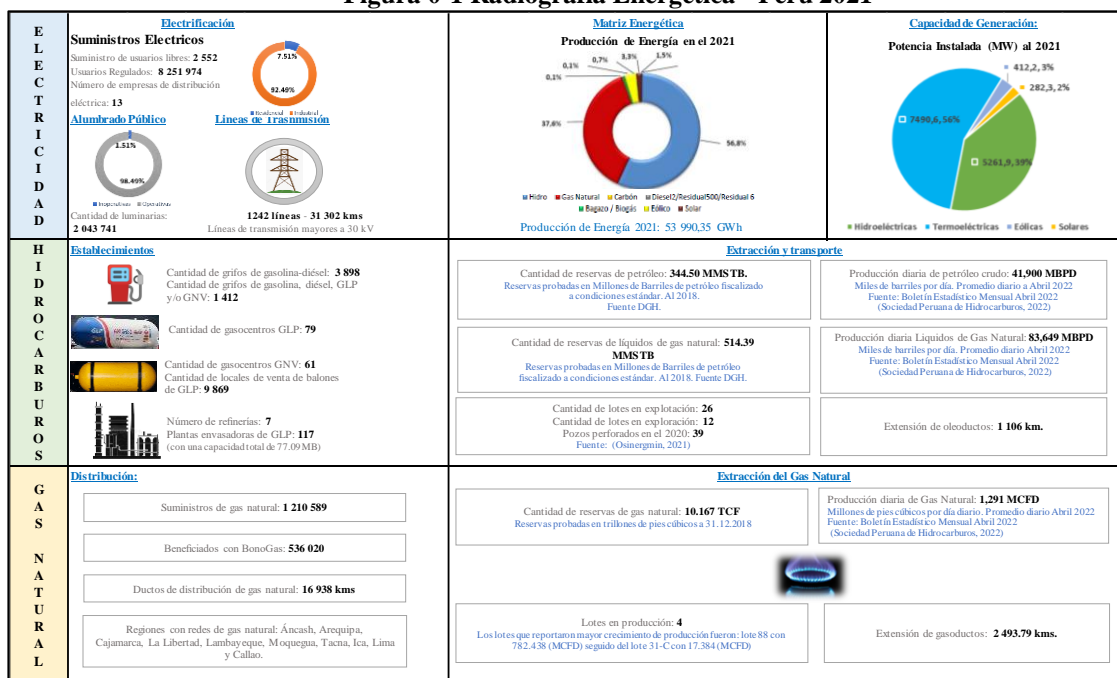 Figura 0-1 Radiografía Energética - Perú 2021
ELECTRICIDAD
Electrificación
Suministros Electricos
Suministro de usuarios libres: 2 552
Usuarios Regulados: 8 251 974
Número de empresas de distribución
eléctrica: 13
7.51%
92.49%
Residencial Industrial
Alumbrado Público
1.51%
98.49%
Inoperativas Operativas
Cantidad de luminarias:
2 043 741
Lineas de Trasnmusión
1242 líneas - 31 302 kms
Líneas de transmisión mayores a 30 kV
Matriz Energética
Producción de Energía en el 2021
0,1% 0,7% 3,3% 1,5%
0,1%
37,6%
56,8%
Hidro Gas Natural Carbón Diesel2/Residual500/Residual 6
Bagazo / Biogás Eólico Solar
Producción de Energía 2021: 53 990,35 GWh
Capacidad de Generación:
Potencia Instalada (MW) al 2021
412,2, 3%
282,3, 2%
7490,6, 56%
5261,9, 39%
Hidroeléctricas Termoeléctricas Eólicas Solares
HIDROCARBUROS
Establecimientos
Cantidad de grifos de gasolina-diésel: 3 898
Cantidad de grifos de gasolina, diésel, GLP
y/o GNV: 1 412
Cantidad de gasocentros GLP: 79
Cantidad de gasocentros GNV: 61
Cantidad de locales de venta de balones
de GLP: 9 869
Número de refinerías: 7
Plantas envasadoras de GLP: 117
(con una capacidad total de 77.09 MB)
Extracción y transporte
Cantidad de reservas de petróleo: 344.50 MMSTB.
Reservas probadas en Millones de Barriles de petróleo fiscalizado
a condiciones estándar. Al 2018.
Fuente DGH.
Producción diaria de petróleo crudo: 41,900 MBPD
Miles de barriles por día. Promedio diario a Abril 2022
Fuente: Boletín Estadístico Mensual Abril 2022
(Sociedad Peruana de Hidrocarburos, 2022)
Cantidad de reservas de líquidos de gas natural: 514.39
MMSTB
Reservas probadas en Millones de Barriles de petróleo
fiscalizado a condiciones estándar. Al 2018. Fuente DGH.
Producción diaria Liquidos de Gas Natural: 83,649 MBPD
Miles de barriles por día. Promedio diario Abril 2022
Fuente: Boletín Estadístico Mensual Abril 2022
(Sociedad Peruana de Hidrocarburos, 2022)
Cantidad de lotes en explotación: 26
Cantidad de lotes en exploración: 12
Pozos perforados en el 2020: 39
Fuente: (Osinergmin, 2021)
Extensión de oleoductos: 1 106 km.
GAS NATURAL
Distribución:
Suministros de gas natural: 1 210 589
Beneficiados con BonoGas: 536 020
Ductos de distribución de gas natural: 16 938 kms
Regiones con redes de gas natural: Áncash, Arequipa,
Cajamarca, La Libertad, Lambayeque, Moquegua, Tacna, Ica, Lima
y Callao.
Extracción del Gas Natural
Cantidad de reservas de gas natural: 10.167 TCF
Reservas probadas en trillones de pies cúbicos a 31.12.2018
Producción diaria de Gas Natural: 1,291 MCFD
Millones de pies cúbicos por día diario. Promedio diario Abril 2022
Fuente: Boletín Estadístico Mensual Abril 2022
(Sociedad Peruana de Hidrocarburos, 2022)
Lotes en producción: 4
Los lotes que reportaron mayor crecimiento de producción fueron: lote 88 con
782.438 (MCFD) seguido del lote 31-C con 17.384 (MCFD)
Extensión de gasoductos: 2 493.79 kms.